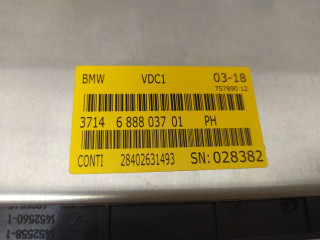 BMW VDC1 03-18
757890 12
3714 6 888 037 01 PH
CONTI 28402631493 SN:028382
1452560-1
1452558-1